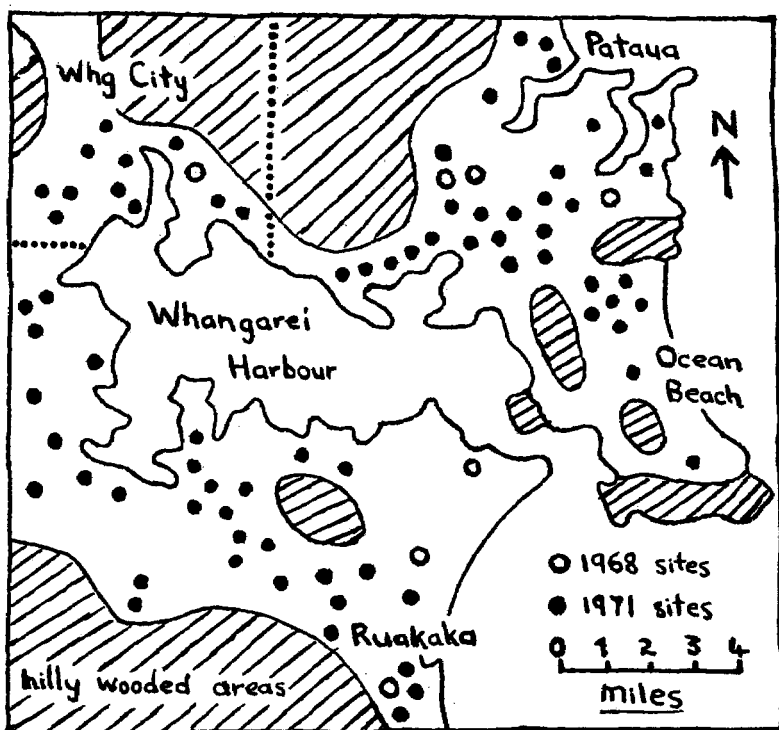 Whg City
Pataua
N
Whangarei
Harbour
Ocean
Beach
1968 sites
1971 sites
0 1 2 3 4
miles
Ruakaka
hilly wooded areas